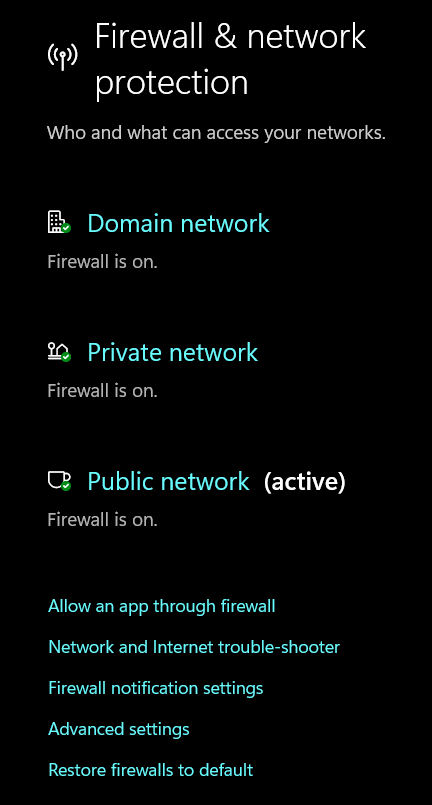 Firewall & network
protection
Who and what can access your networks.
Domain network
Firewall is on.
Private network
Firewall is on.
Public network (active)
Firewall is on.
Allow an app through firewall
Network and Internet trouble-shooter
Firewall notification settings
Advanced settings
Restore firewalls to default